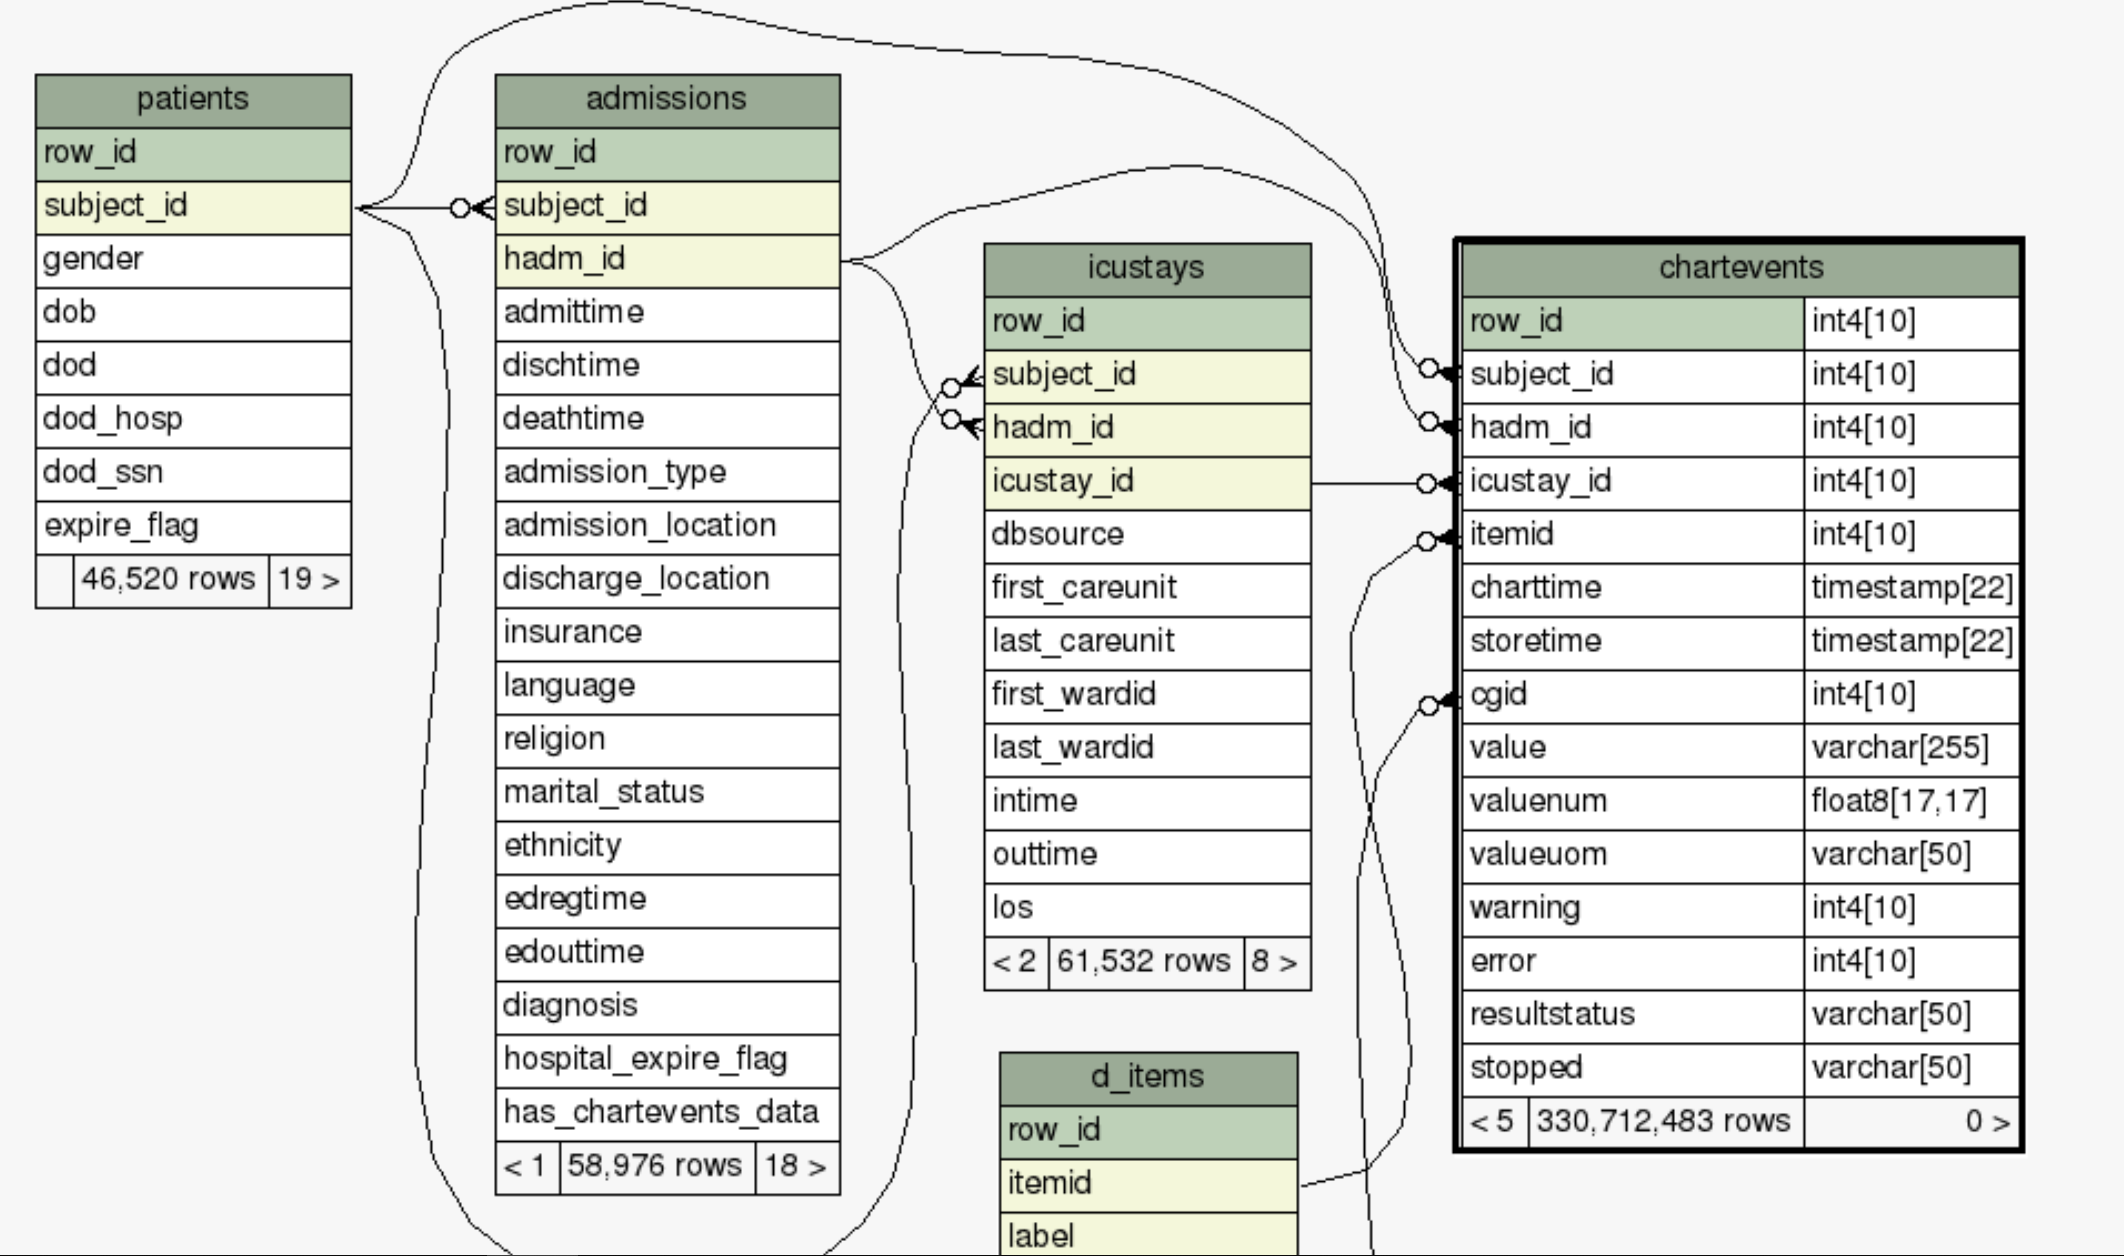 patients
row_id
subject_id
gender
dob
dod
dod_hosp
dod_ssn
expire_flag
46,520 rows 19 >
admissions
row_id
subject_id
hadm_id
admittime
dischtime
deathtime
admission_type
admission_location
discharge_location
insurance
language
religion
marital_status
ethnicity
edregtime
edouttime
diagnosis
hospital_expire_flag
has_chartevents_data
< 1 58,976 rows 18 >
icustays
row_id
subject_id
hadm_id
icustay_id
dbsource
first_careunit
last_careunit
first_wardid
last_wardid
intime
outtime
los
< 2 61,532 rows 8 >
d_items
row_id
itemid
label
chartevents
row_id int4[10]
subject_id int4[10]
hadm_id int4[10]
icustay_id int4[10]
itemid int4[10]
charttime timestamp[22]
storetime timestamp[22]
cgid int4[10]
value varchar[255]
valuenum float8[17,17]
valueuom varchar[50]
warning int4[10]
error int4[10]
resultstatus varchar[50]
stopped varchar[50]
< 5 330,712,483 rows 0 >